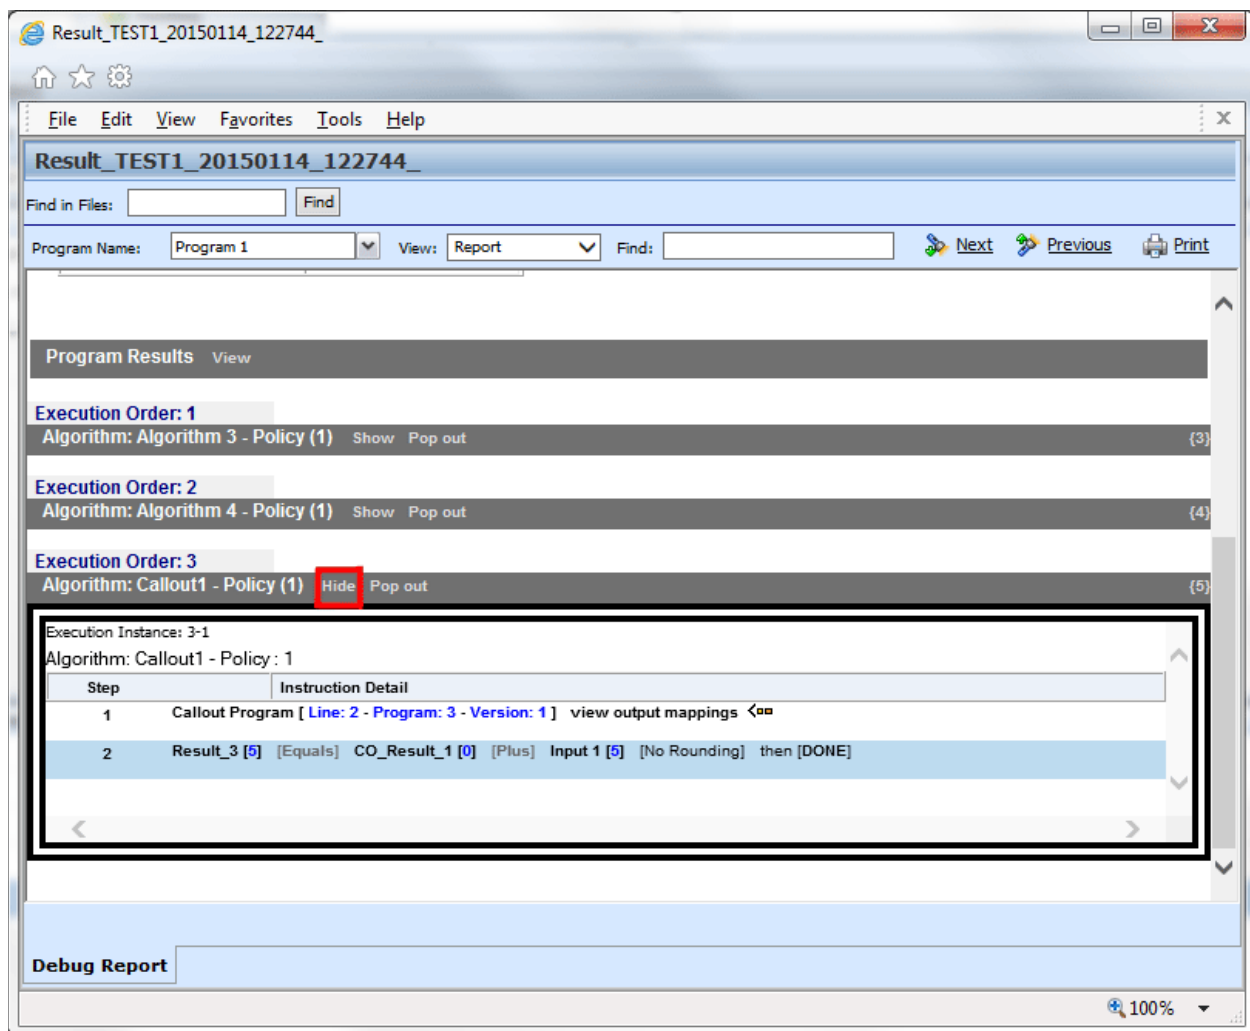 Result_TEST1_20150114_122744_
File Edit View Favorites Tools Help
Result_TEST1_20150114_122744_
Find in Files: Find
Program Name: Program 1 View: Report Find: Next Previous Print
Program Results View
Execution Order: 1
Algorithm: Algorithm 3 - Policy (1) Show Pop out {3}
Execution Order: 2
Algorithm: Algorithm 4 - Policy (1) Show Pop out {4}
Execution Order: 3
Algorithm: Callout1 - Policy (1) Hide Pop out {5}
Execution Instance: 3-1
Algorithm: Callout1 - Policy : 1
Step Instruction Detail
1 Callout Program [ Line: 2 - Program: 3 - Version: 1 ] view output mappings
2 Result_3 [5] [Equals] CO_Result_1 [0] [Plus] Input 1 [5] [No Rounding] then [DONE]
Debug Report
100%